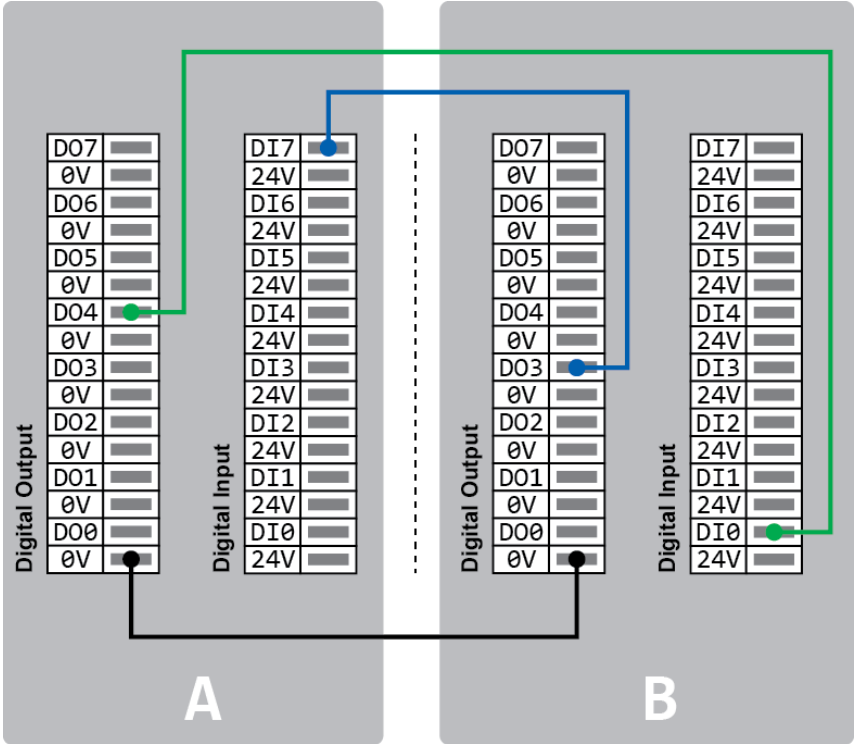 DO7
0V
DO6
0V
DO5
0V
DO4
0V
DO3
0V
DO2
0V
DO1
0V
DO0
0V
Digital Output
DI7
24V
DI6
24V
DI5
24V
DI4
24V
DI3
24V
DI2
24V
DI1
24V
DI0
24V
Digital Input
A
DO7
0V
DO6
0V
DO5
0V
DO4
0V
DO3
0V
DO2
0V
DO1
0V
DO0
0V
Digital Output
DI7
24V
DI6
24V
DI5
24V
DI4
24V
DI3
24V
DI2
24V
DI1
24V
DI0
24V
Digital Input
B